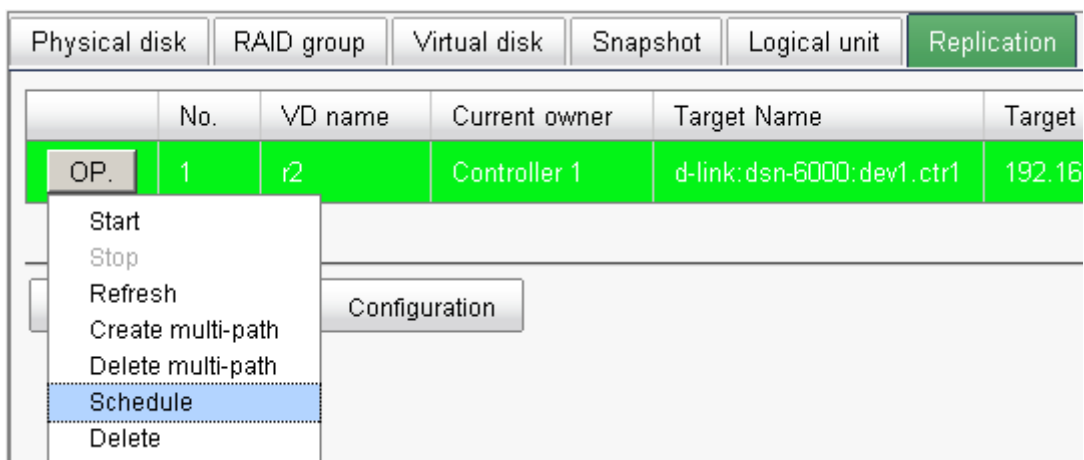 Physical disk RAID group Virtual disk Snapshot Logical unit Replication
No. VD name Current owner Target Name Target
OP. 1 r2 Controller 1 d-link:dsn-6000:dev1.ctr1 192.16
Start
Stop
Refresh
Configuration
Create multi-path
Delete multi-path
Schedule
Delete